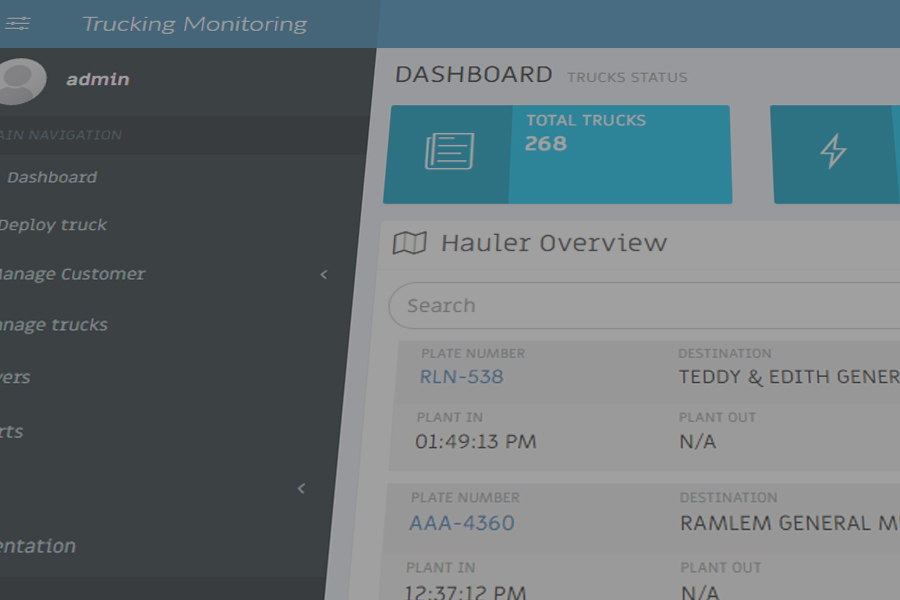 Trucking Monitoring
admin
AIN NAVIGATION
Dashboard
Deploy truck
Manage Customer
anage trucks
vers
rts
entation
DASHBOARD TRUCKS STATUS
TOTAL TRUCKS
268
Hauler Overview
Search
PLATE NUMBER DESTINATION
RLN-538 TEDDY & EDITH GENER
PLANT IN PLANT OUT
01:49:13 PM N/A
PLATE NUMBER DESTINATION
AAA-4360 RAMLEM GENERAL M
PLANT IN PLANT OUT
12:37:12 PM N/A